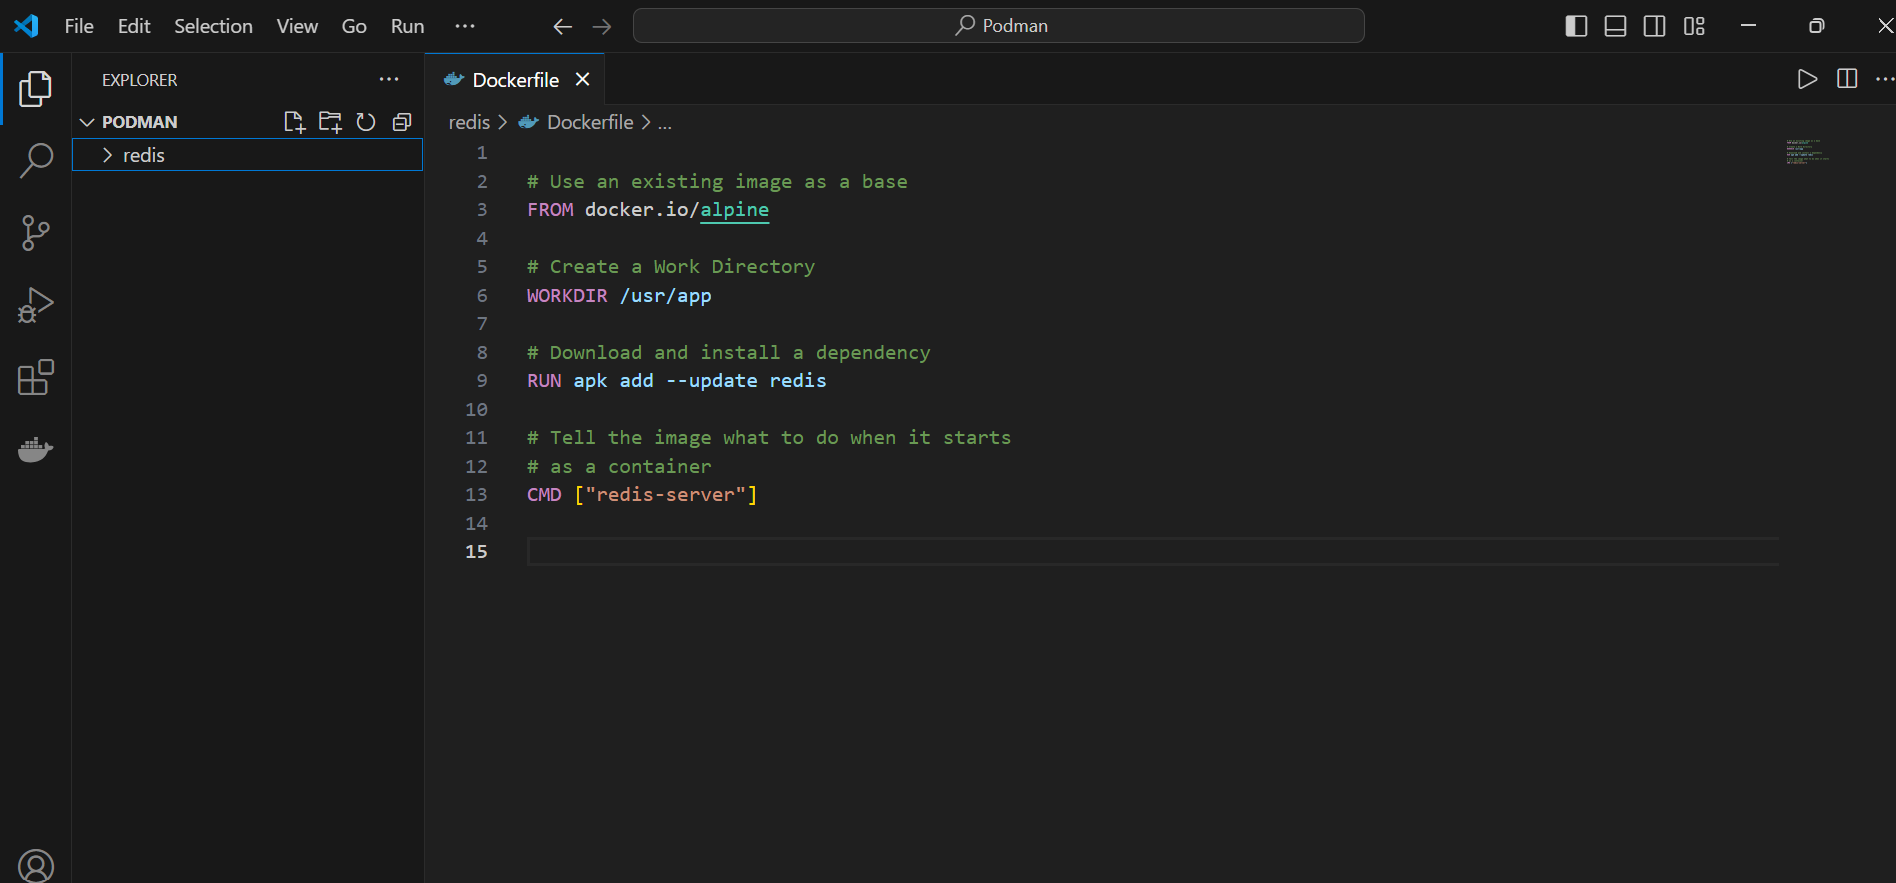 File Edit Selection View Go Run ...
Podman
EXPLORER ...
PODMAN
redis
Dockerfile
redis > Dockerfile > ...
1
2 # Use an existing image as a base
3 FROM docker.io/alpine
4
5 # Create a Work Directory
6 WORKDIR /usr/app
7
8 # Download and install a dependency
9 RUN apk add --update redis
10
11 # Tell the image what to do when it starts
12 # as a container
13 CMD ["redis-server"]
14
15